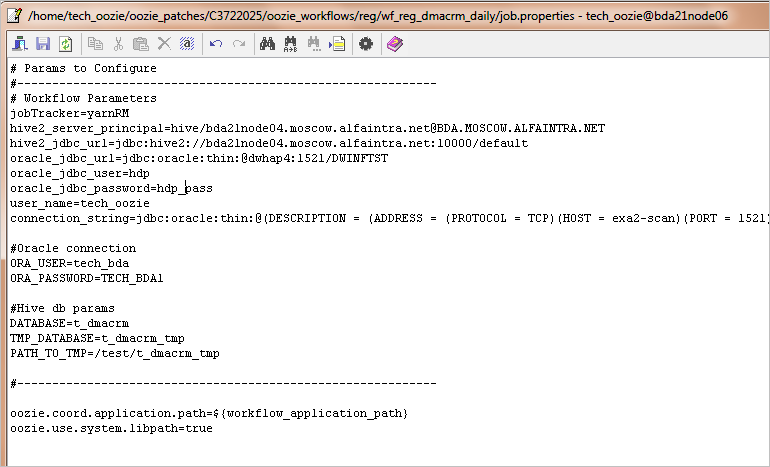 /home/tech_oozie/oozie_patches/C3722025/oozie_workflows/reg/wf_reg_dmacrm_daily/job.properties - tech_oozie@bda21node06
# Params to Configure
#--------------------------------------------------------------
# Workflow Parameters
jobTracker=yarnRM
hive2_server_principal=hive/bda21node04.moscow.alfaintra.net@BDA.MOSCOW.ALFAINTRA.NET
hive2_jdbc_url=jdbc:hive2://bda21node04.moscow.alfaintra.net:10000/default
oracle_jdbc_url=jdbc:oracle:thin:@dwhap4:1521/DWINFTST
oracle_jdbc_user=hdp
oracle_jdbc_password=hdp_pass
user_name=tech_oozie
connection_string=jdbc:oracle:thin:@(DESCRIPTION = (ADDRESS = (PROTOCOL = TCP)(HOST = exa2-scan)(PORT = 1521)
#Oracle connection
ORA_USER=tech_bda
ORA_PASSWORD=TECH_BDA1
#Hive db params
DATABASE=t_dmacrm
TMP_DATABASE=t_dmacrm_tmp
PATH_TO_TMP=/test/t_dmacrm_tmp
#--------------------------------------------------------------
oozie.coord.application.path=${workflow_application_path}
oozie.use.system.libpath=true